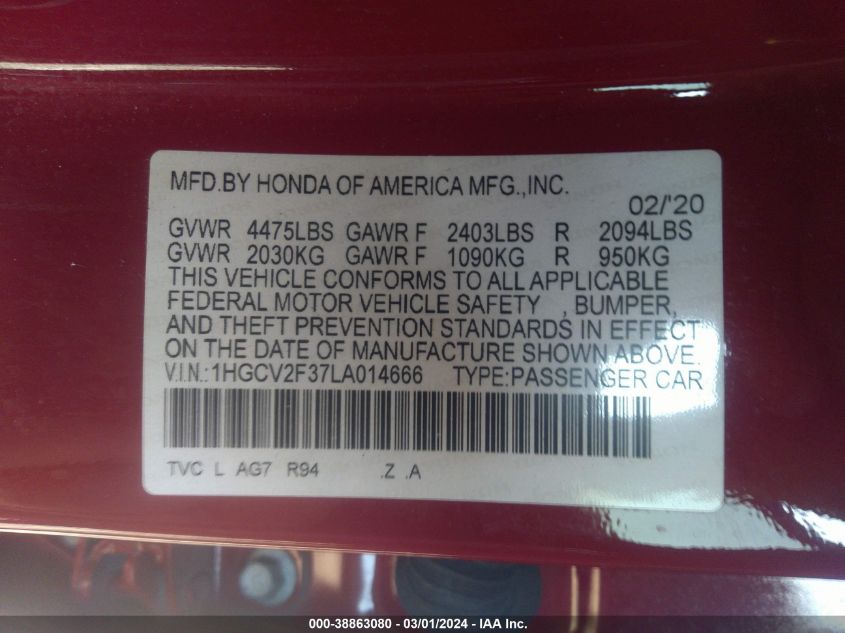 MFD.BY HONDA OF AMERICA MFG.,INC.
02/'20
GVWR 4475LBS GAWR F 2403LBS R 2094LBS
GVWR 2030KG GAWR F 1090KG R 950KG
THIS VEHICLE CONFORMS TO ALL APPLICABLE
FEDERAL MOTOR VEHICLE SAFETY , BUMPER,
AND THEFT PREVENTION STANDARDS IN EFFECT
ON THE DATE OF MANUFACTURE SHOWN ABOVE.
V.I.N.:1HGCV2F37LA014666 TYPE:PASSENGER CAR
TVC L AG7 R94 .Z .A
000-38863080 - 03/01/2024 - IAA Inc.